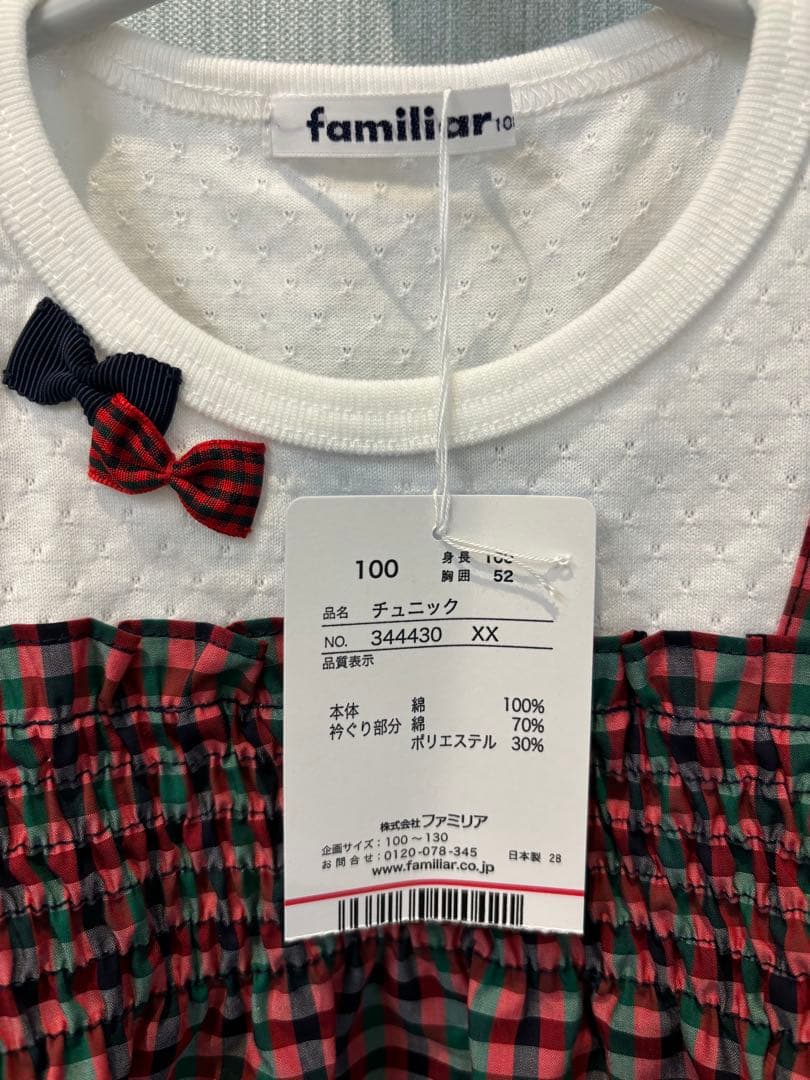 familiar
100
身長
胸囲 52
品名 チュニック
NO. 344430 XX
品質表示
本体 綿 100%
衿ぐり部分 綿 70%
ポリエステル 30%
株式会社ファミリア
企画サイズ：100～130
お問合せ：0120-078-345 日本製 28
www.familiar.co.jp